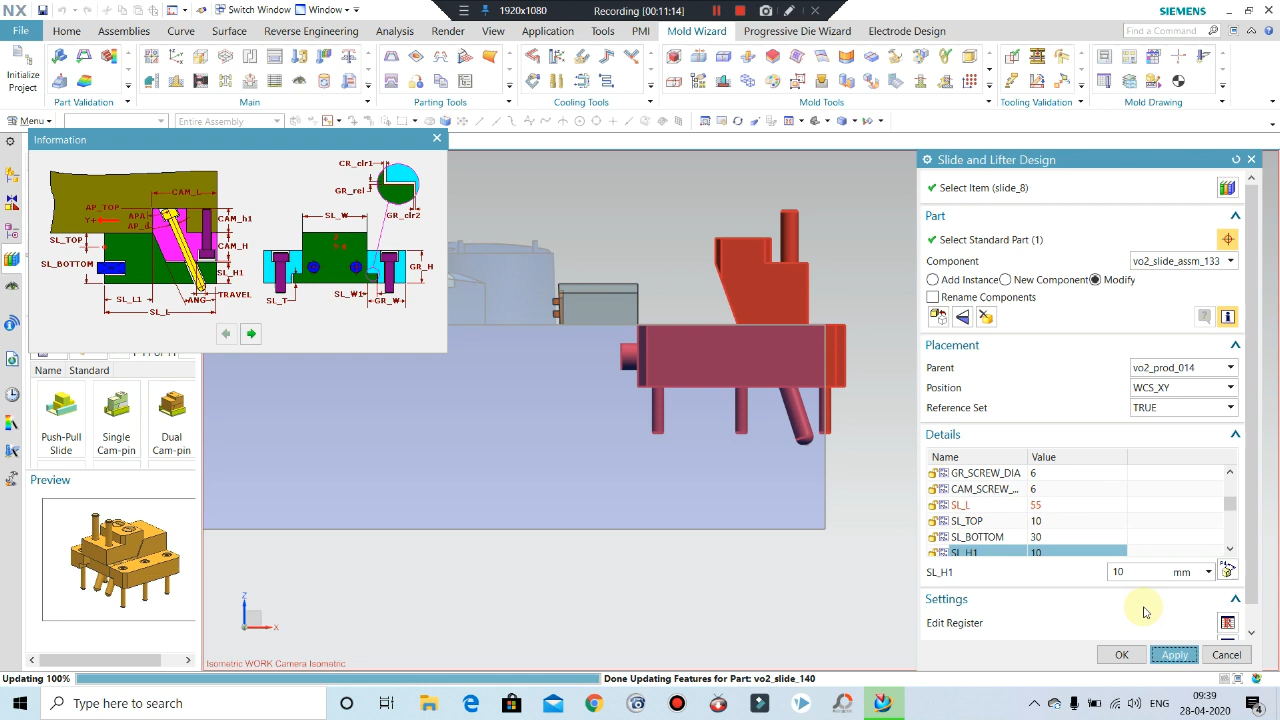 NX
Switch Window
Window
1920x1080
Recording [00:11:14]
SIEMENS
File
Home
Assemblies
Curve
Surface
Reverse Engineering
Analysis
Render
View
Application
Tools
PMI
Mold Wizard
Progressive Die Wizard
Electrode Design
Find a Command
Initialize
Project
Part Validation
Main
Parting Tools
Cooling Tools
Mold Tools
Tooling Validation
Mold Drawing
Menu
Entire Assembly
Information
CAM_L
AP_TOP
APA
Y+
AP_d
CAM_h1
SL_TOP
CAM_H
SL_BOTTOM
SL_H1
SL_L1
ANG
TRAVEL
SL_L
CR_clr1
GR_rel
SL_W
GR_clr2
GR_H
SL_T
SL_W1
GR_W
Name
Standard
Push-Pull
Slide
Single
Cam-pin
Dual
Cam-pin
Preview
Z
X
Isometric WORK Camera Isometric
Slide and Lifter Design
Select Item (slide_8)
Part
Select Standard Part (1)
Component
vo2_slide_assm_133
Add Instance
New Component
Modify
Rename Components
Placement
Parent
vo2_prod_014
Position
WCS_XY
Reference Set
TRUE
Details
Name
Value
GR_SCREW_DIA
6
CAM_SCREW_...
6
SL_L
55
SL_TOP
10
SL_BOTTOM
30
SL_H1
10
SL_H1
10
mm
Settings
Edit Register
OK
Apply
Cancel
Updating 100%
Done Updating Features for Part: vo2_slide_140
Type here to search
ENG
09:39
28-04-2020
4